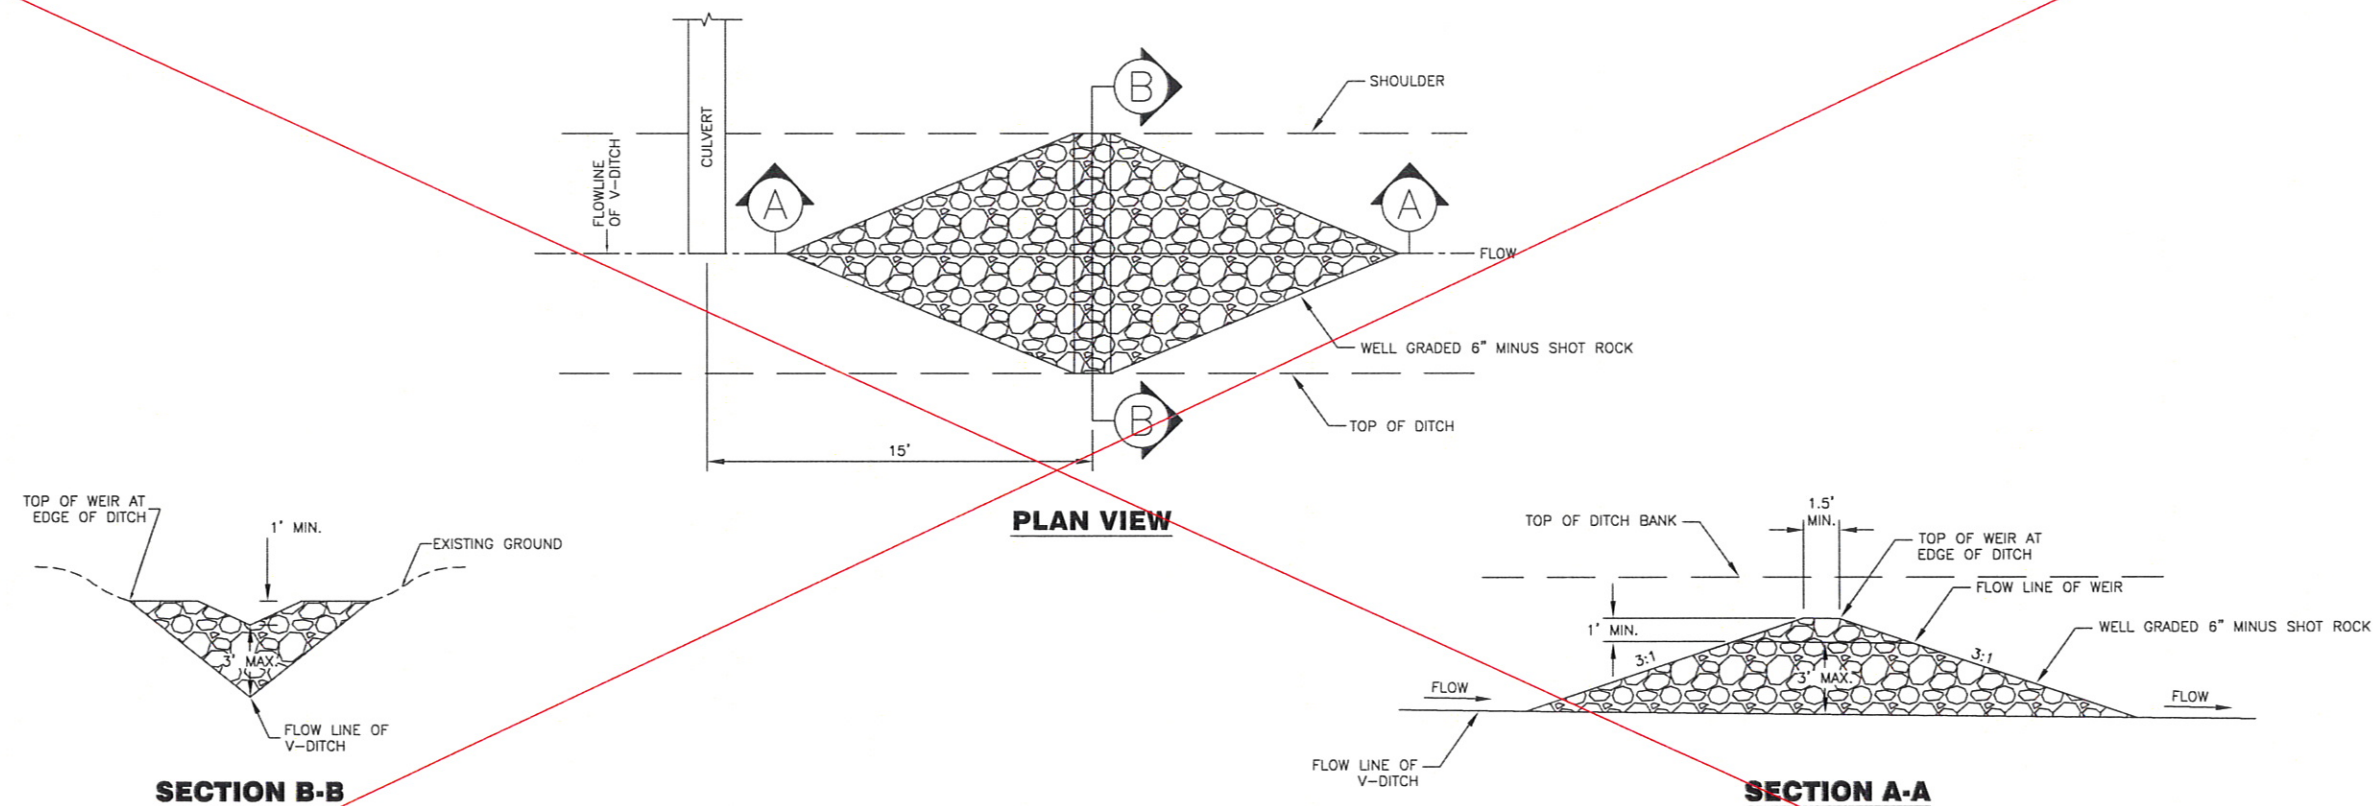 B
SHOULDER
CULVERT
FLOWLINE
OF V-DITCH
A
A
FLOW
WELL GRADED 6" MINUS SHOT ROCK
B
TOP OF DITCH
15'
PLAN VIEW
TOP OF WEIR AT
EDGE OF DITCH
1' MIN.
EXISTING GROUND
3' MAX.
FLOW LINE OF
V-DITCH
SECTION B-B
1.5'
MIN.
TOP OF DITCH BANK
TOP OF WEIR AT
EDGE OF DITCH
FLOW LINE OF WEIR
1' MIN.
WELL GRADED 6" MINUS SHOT ROCK
3:1
3:1
3' MAX.
FLOW
FLOW
FLOW LINE OF
V-DITCH
SECTION A-A